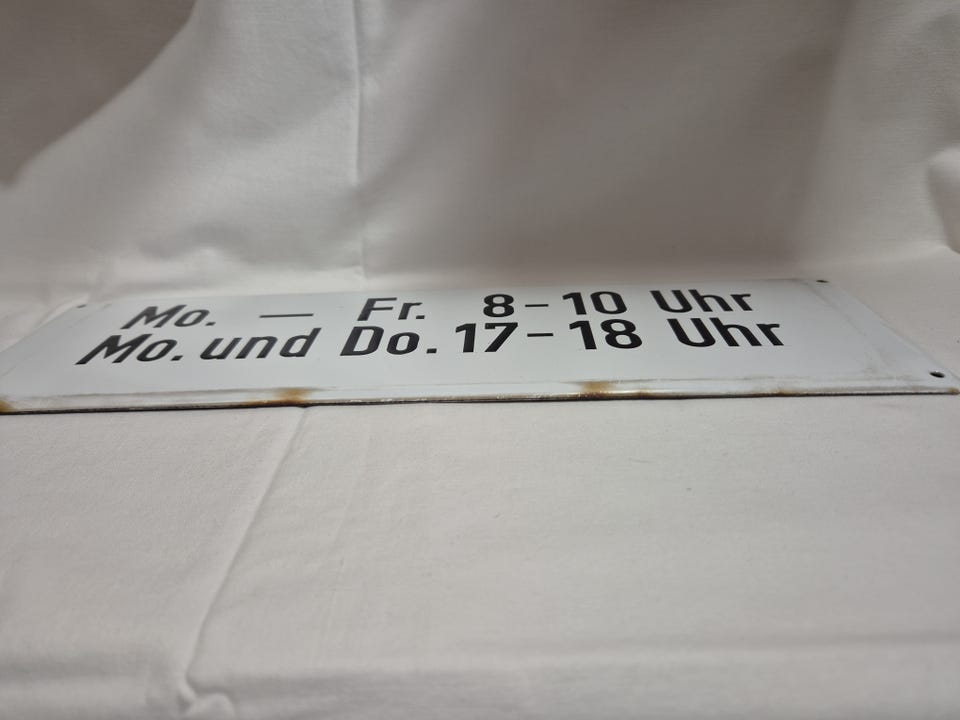 Mo. — Fr. 8-10 Uhr
Mo. und Do. 17-18 Uhr